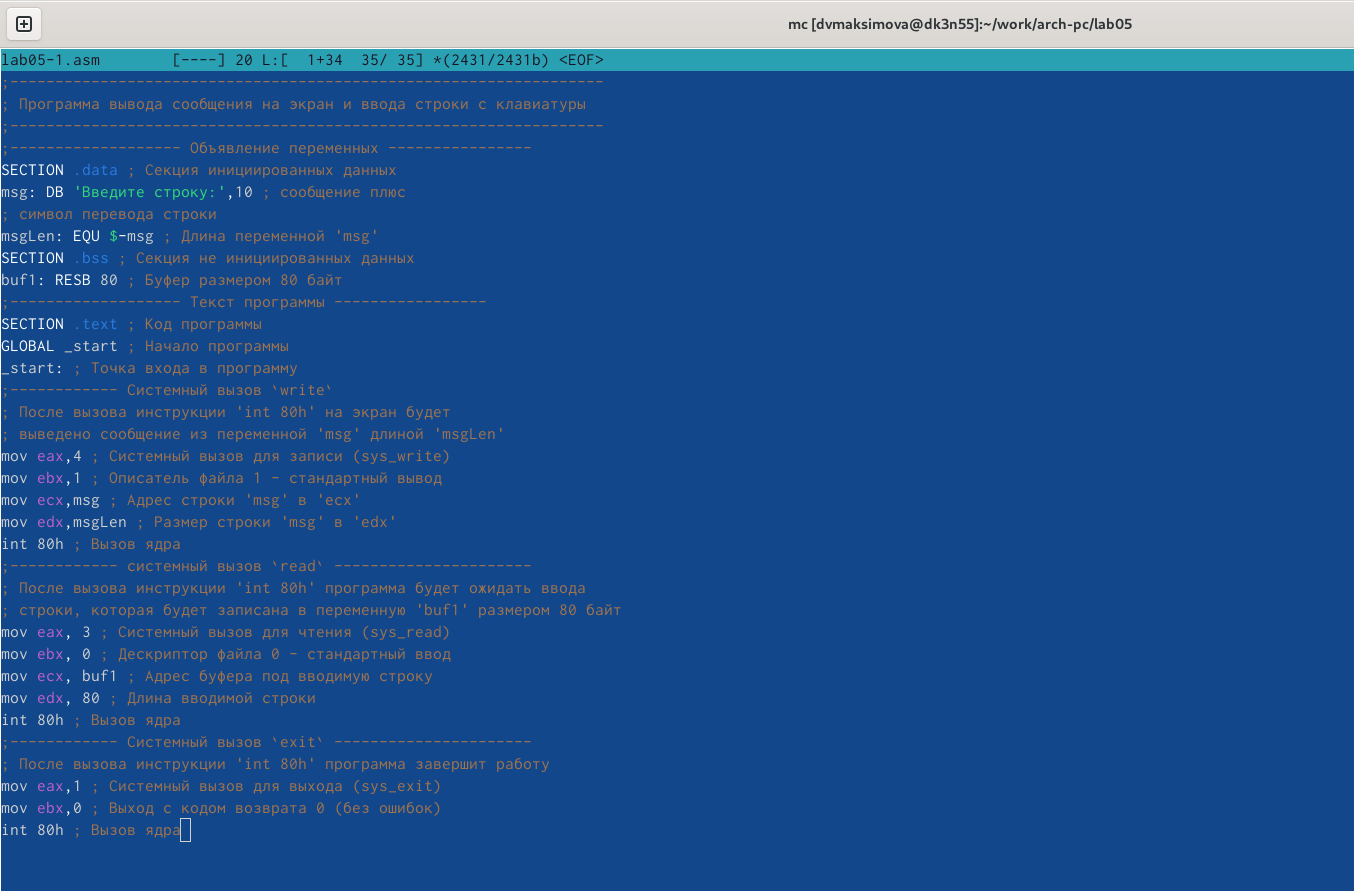 mc [dvmaksimova@dk3n55]:~/work/arch-pc/lab05
lab05-1.asm        [----] 20 L:[  1+34  35/ 35] *(2431/2431b) <EOF>
;------------------------------------------------------------------
; Программа вывода сообщения на экран и ввода строки с клавиатуры
;------------------------------------------------------------------
;------------------- Объявление переменных ----------------
SECTION .data ; Секция инициированных данных
msg: DB 'Введите строку:',10 ; сообщение плюс
; символ перевода строки
msgLen: EQU $-msg ; Длина переменной 'msg'
SECTION .bss ; Секция не инициированных данных
buf1: RESB 80 ; Буфер размером 80 байт
;------------------- Текст программы -----------------
SECTION .text ; Код программы
GLOBAL _start ; Начало программы
_start: ; Точка входа в программу
;------------ Системный вызов `write`
; После вызова инструкции 'int 80h' на экран будет
; выведено сообщение из переменной 'msg' длиной 'msgLen'
mov eax,4 ; Системный вызов для записи (sys_write)
mov ebx,1 ; Описатель файла 1 - стандартный вывод
mov ecx,msg ; Адрес строки 'msg' в 'ecx'
mov edx,msgLen ; Размер строки 'msg' в 'edx'
int 80h ; Вызов ядра
;------------ системный вызов `read` ----------------------
; После вызова инструкции 'int 80h' программа будет ожидать ввода
; строки, которая будет записана в переменную 'buf1' размером 80 байт
mov eax, 3 ; Системный вызов для чтения (sys_read)
mov ebx, 0 ; Дескриптор файла 0 - стандартный ввод
mov ecx, buf1 ; Адрес буфера под вводимую строку
mov edx, 80 ; Длина вводимой строки
int 80h ; Вызов ядра
;------------ Системный вызов `exit` ----------------------
; После вызова инструкции 'int 80h' программа завершит работу
mov eax,1 ; Системный вызов для выхода (sys_exit)
mov ebx,0 ; Выход с кодом возврата 0 (без ошибок)
int 80h ; Вызов ядра